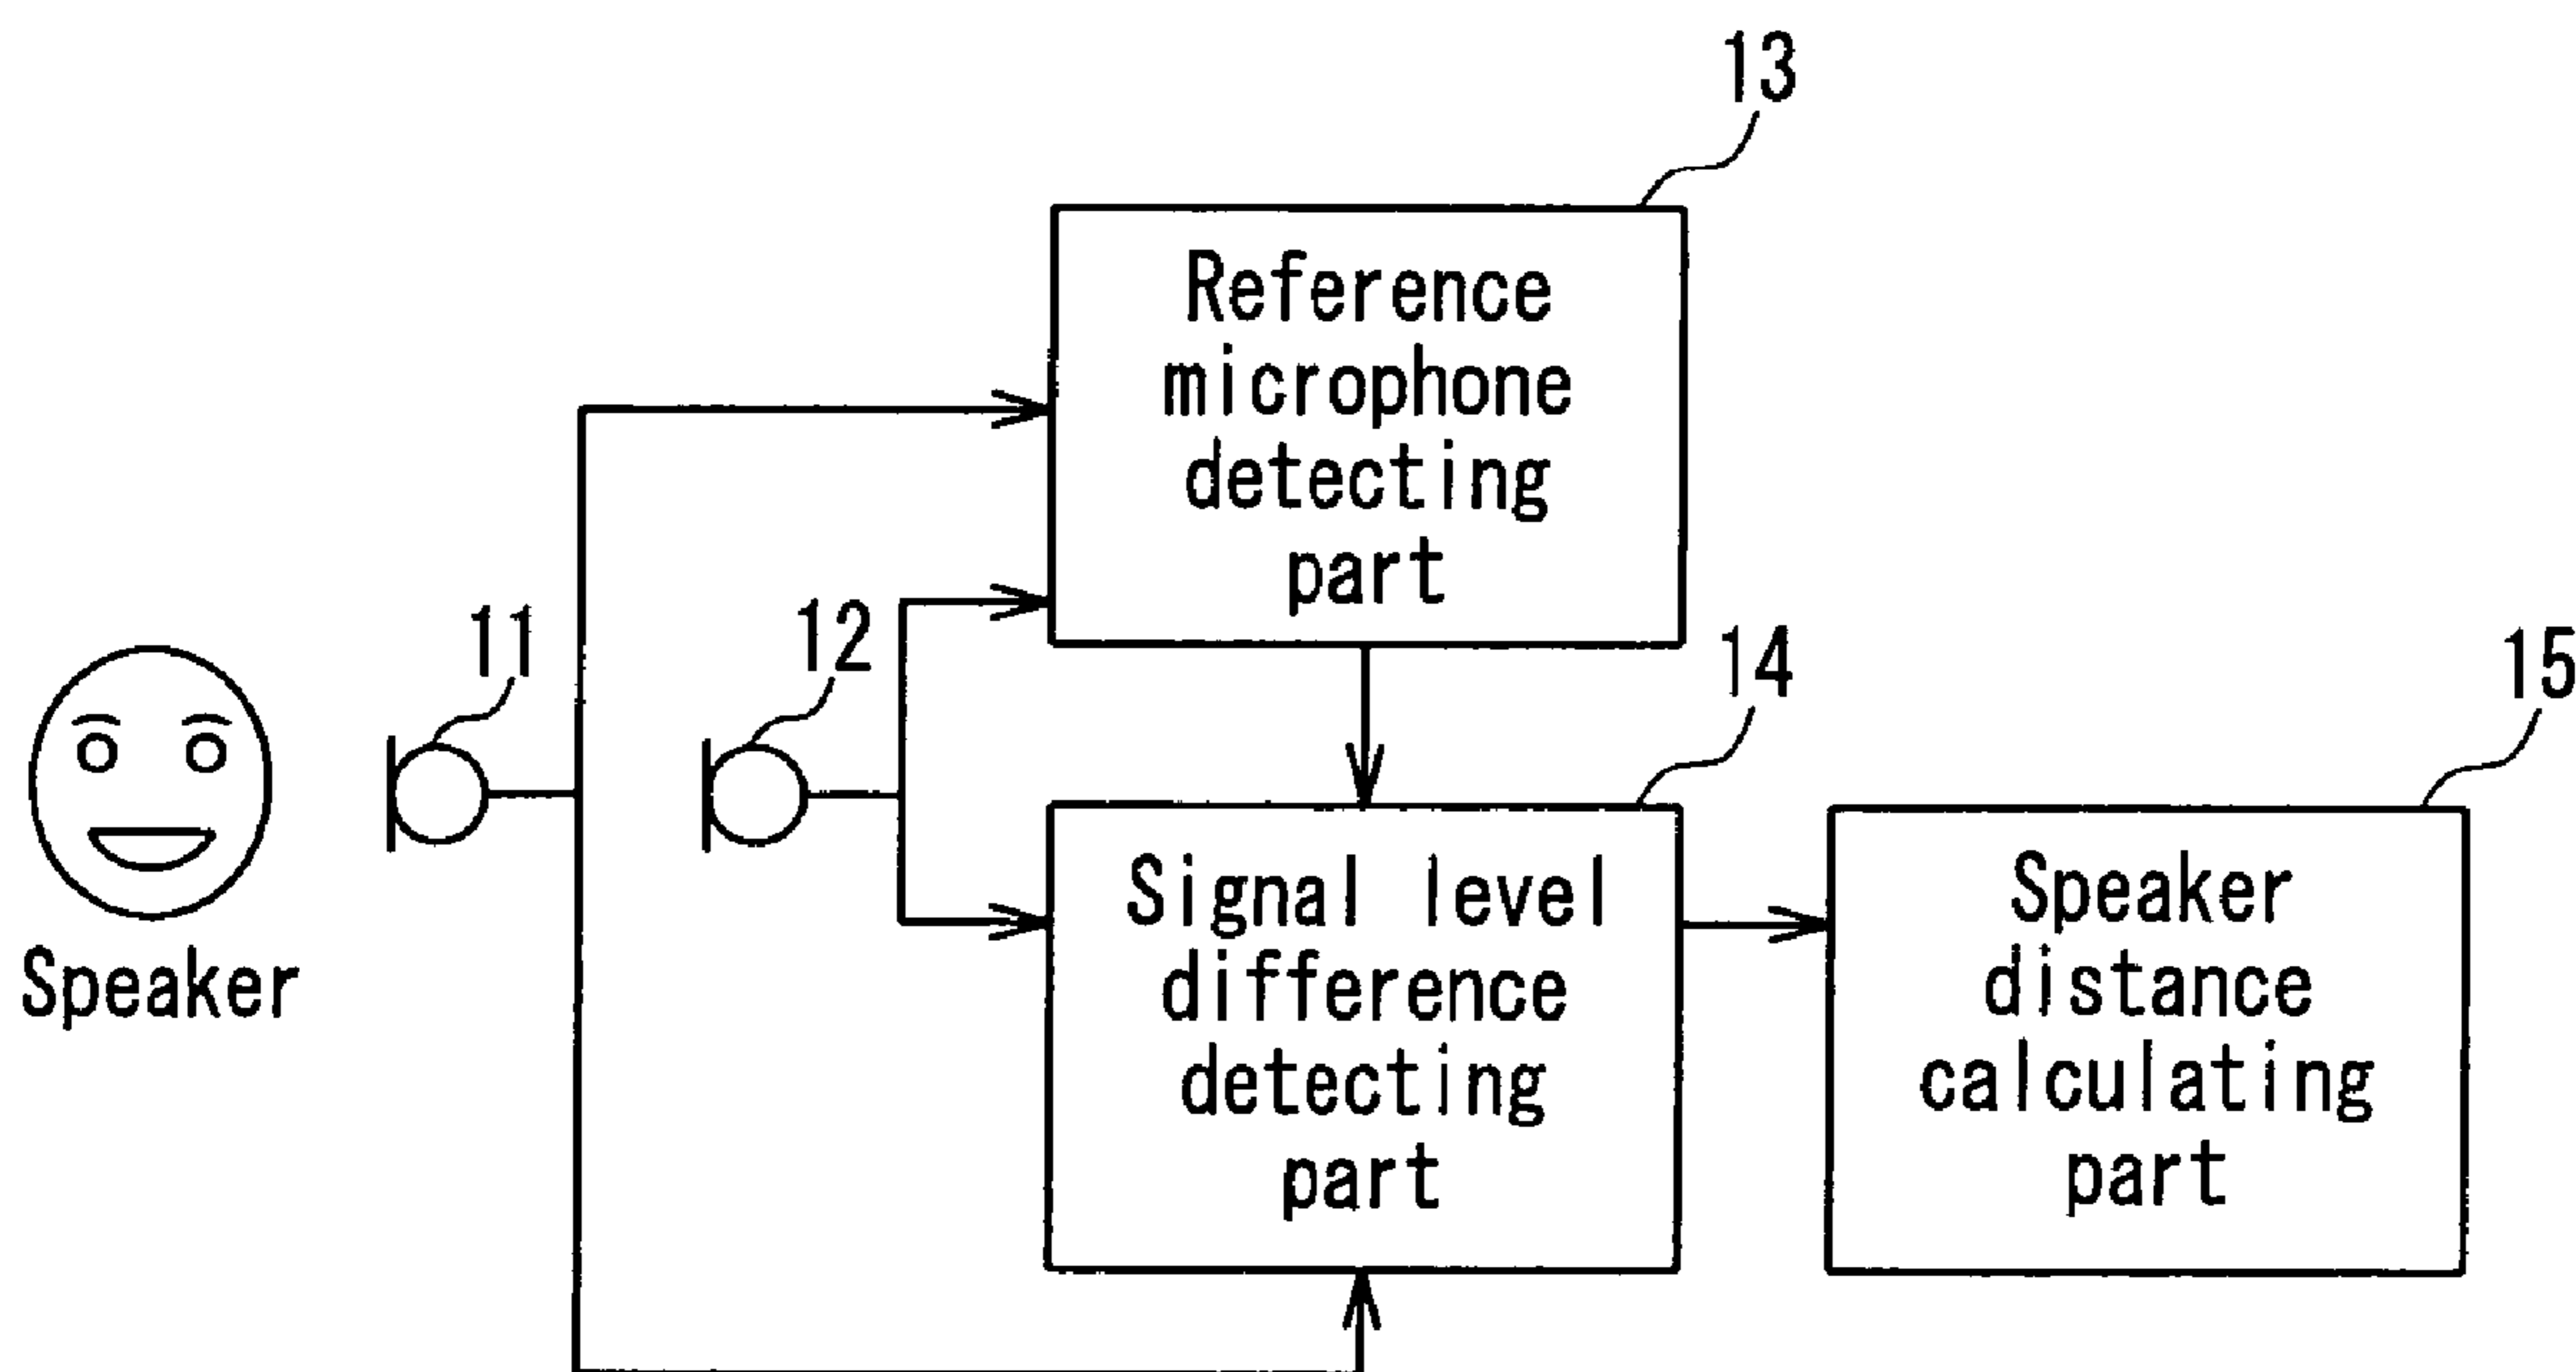 13
Reference
microphone
detecting
part
11
12
14
15
Speaker
Signal level
difference
detecting
part
Speaker
distance
calculating
part